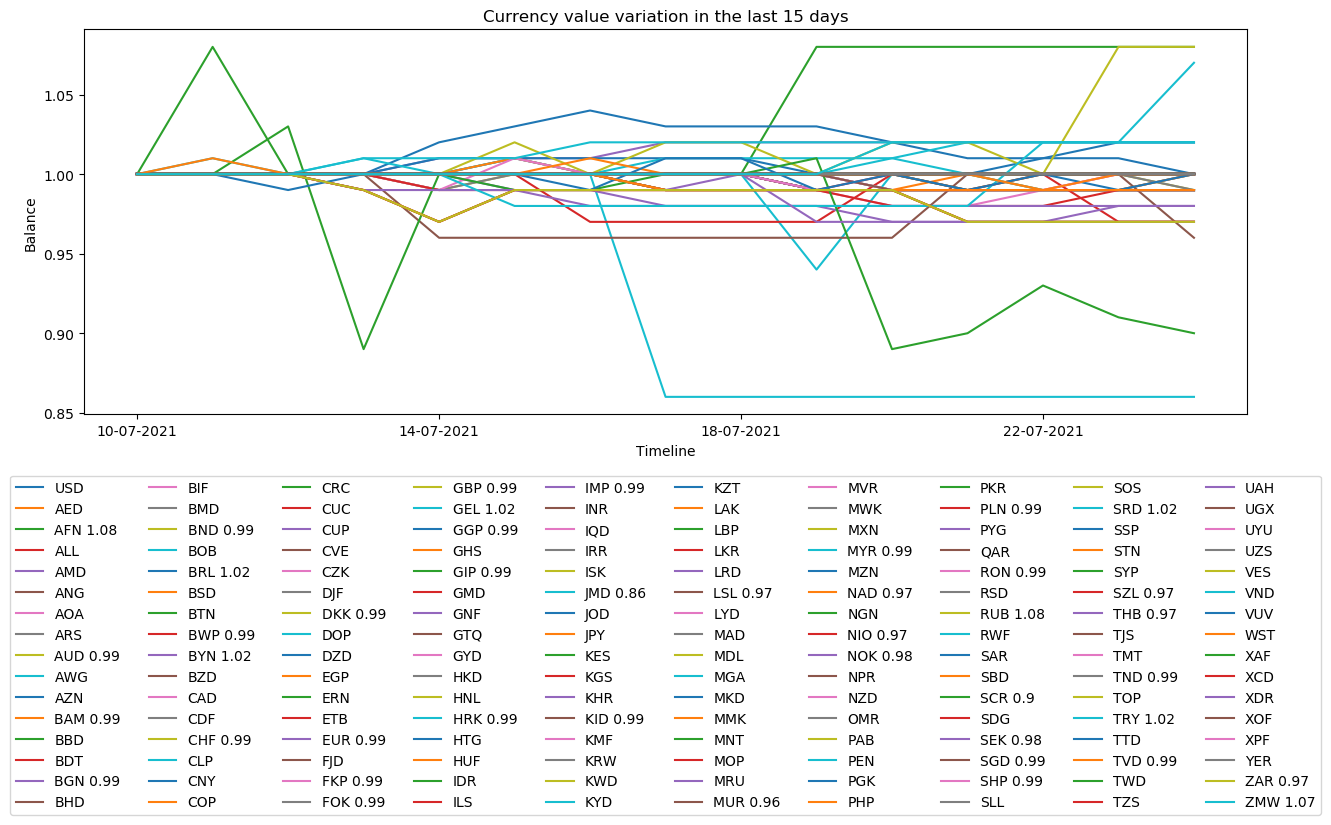 Currency value variation in the last 15 days
1.05
1.00
0.95
0.90
0.85
Balance
10-07-2021 14-07-2021 18-07-2021 22-07-2021
Timeline
USD BIF CRC GBP 0.99 IMP 0.99 KZT MVR PKR SOS UAH
AED BMD CUC GEL 1.02 INR LAK MWK PLN 0.99 SRD 1.02 UGX
AFN 1.08 BND 0.99 CUP GGP 0.99 IQD LBP MXN PYG SSP UYU
ALL BOB CVE GHS IRR LKR MYR 0.99 QAR STN UZS
AMD BRL 1.02 CZK GIP 0.99 ISK LRD MZN RON 0.99 SYP VES
ANG BSD DJF GMD JMD 0.86 LSL 0.97 NAD 0.97 RSD SZL 0.97 VND
AOA BTN DKK 0.99 GNF JOD LYD NGN RUB 1.08 THB 0.97 VUV
ARS BWP 0.99 DOP GTQ JPY MAD NIO 0.97 RWF TJS WST
AUD 0.99 BYN 1.02 DZD GYD KES MDL NOK 0.98 SAR TMT XAF
AWG BZD EGP HKD KGS MGA NPR SBD TND 0.99 XCD
AZN CAD ERN HNL KHR MKD NZD SCR 0.9 TOP XDR
BAM 0.99 CDF ETB HRK 0.99 KID 0.99 MMK OMR SDG TRY 1.02 XOF
BBD CHF 0.99 EUR 0.99 HTG KMF MNT PAB SEK 0.98 TTD XPF
BDT CLP FJD HUF KRW MOP PEN SGD 0.99 TVD 0.99 YER
BGN 0.99 CNY FKP 0.99 IDR KWD MRU PGK SHP 0.99 TWD ZAR 0.97
BHD COP FOK 0.99 ILS KYD MUR 0.96 PHP SLL TZS ZMW 1.07